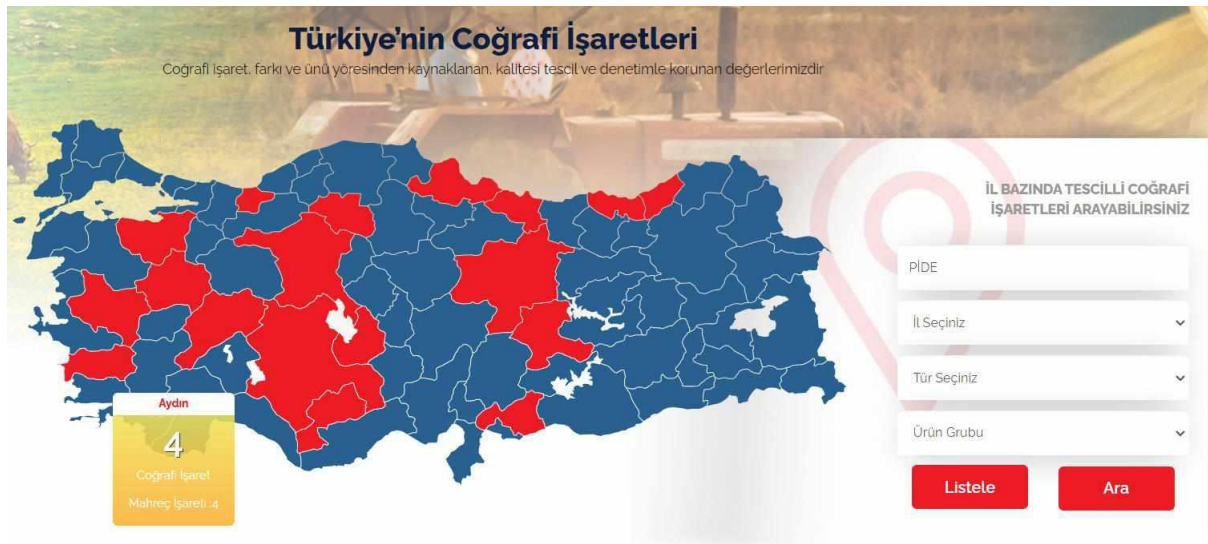 Türkiye'nin Coğrafi İşaretleri
Coğrafi işaret, farkı ve ünü yöresinden kaynaklanan, kalitesi tescil ve denetimle korunan değerlerimizdir
İL BAZINDA TESCİLLİ COĞRAFİ
İŞARETLERİ ARAYABİLİRSİNİZ
PİDE
İl Seçiniz
Tür Seçiniz
Ürün Grubu
Listele
Ara
Aydın
4
Coğrafi İşaret
Mahreç İşareti :4